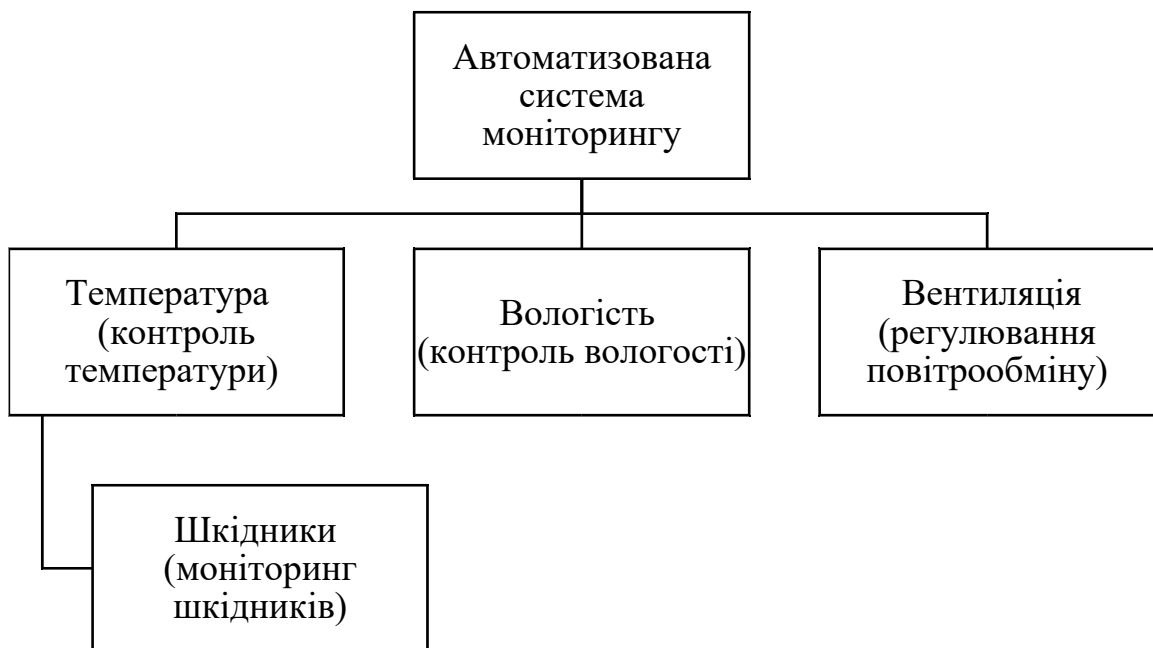 Автоматизована
система
моніторингу
Температура
(контроль
температури)
Вологість
(контроль вологості)
Вентиляція
(регулювання
повітрообміну)
Шкідники
(моніторинг
шкідників)